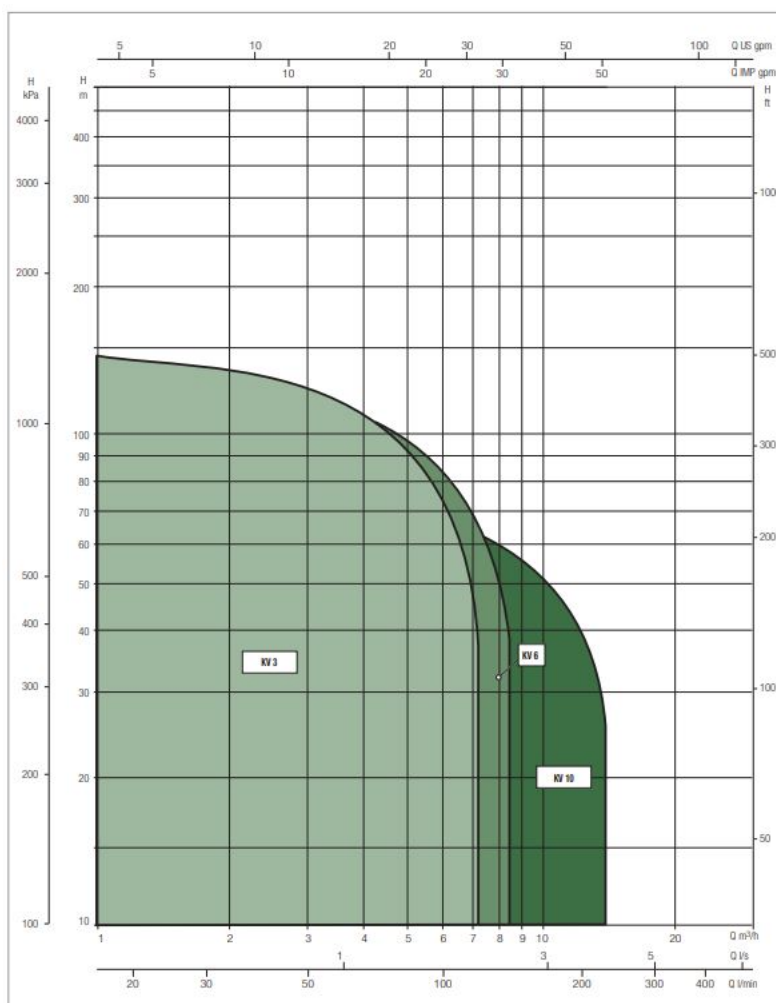 5 10 20 30 50 100 Q US gpm
5 10 20 30 50 Q IMP gpm
H
kPa
H
m
H
ft
4000
3000
2000
1000
500
400
300
200
100
400
300
200
100
90
80
70
60
50
40
30
20
10
100
500
300
200
100
50
KV 3
KV 6
KV 10
1 2 3 4 5 6 7 8 9 10 20 Q m³/h
1 3 5 Q l/s
20 30 50 100 200 300 400 Q l/min